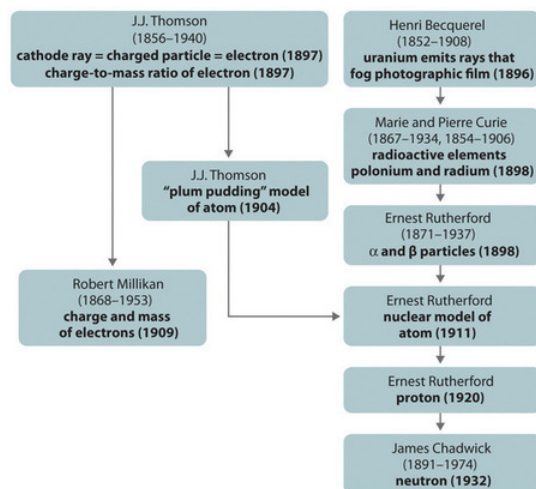 J.J. Thomson
(1856–1940)
cathode ray = charged particle = electron (1897)
charge-to-mass ratio of electron (1897)
Henri Becquerel
(1852–1908)
uranium emits rays that
fog photographic film (1896)
Marie and Pierre Curie
(1867–1934, 1854–1906)
radioactive elements
polonium and radium (1898)
J.J. Thomson
“plum pudding” model
of atom (1904)
Ernest Rutherford
(1871–1937)
α and β particles (1898)
Robert Millikan
(1868–1953)
charge and mass
of electrons (1909)
Ernest Rutherford
nuclear model of
atom (1911)
Ernest Rutherford
proton (1920)
James Chadwick
(1891–1974)
neutron (1932)